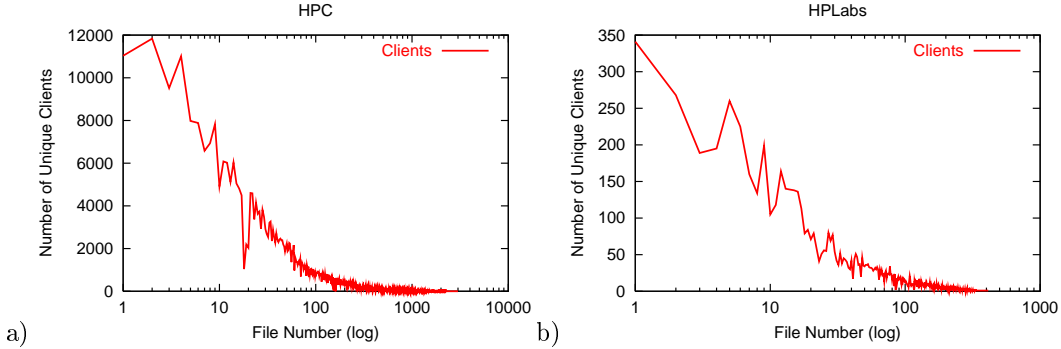 HPC
Number of Unique Clients
12000
10000
8000
6000
4000
2000
0
Clients
1
10
100
1000
10000
File Number (log)
a)
HPLabs
Number of Unique Clients
350
300
250
200
150
100
50
0
Clients
1
10
100
1000
File Number (log)
b)